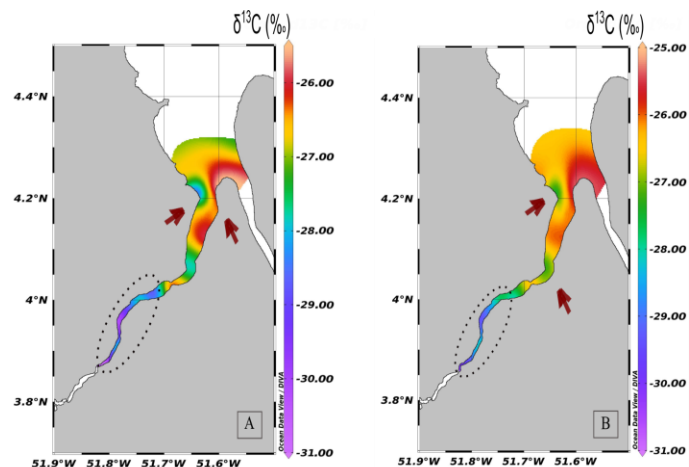 δ¹³C (‰)
δ¹³C (‰)
4.4°N
4.2°N
4°N
3.8°N
51.9°W 51.8°W 51.7°W 51.6°W
-26.00
-27.00
-28.00
-29.00
-30.00
-31.00
Ocean Data View / DIVA
A
4.4°N
4.2°N
4°N
3.8°N
51.9°W 51.8°W 51.7°W 51.6°W
-25.00
-26.00
-27.00
-28.00
-29.00
-30.00
-31.00
Ocean Data View / DIVA
B